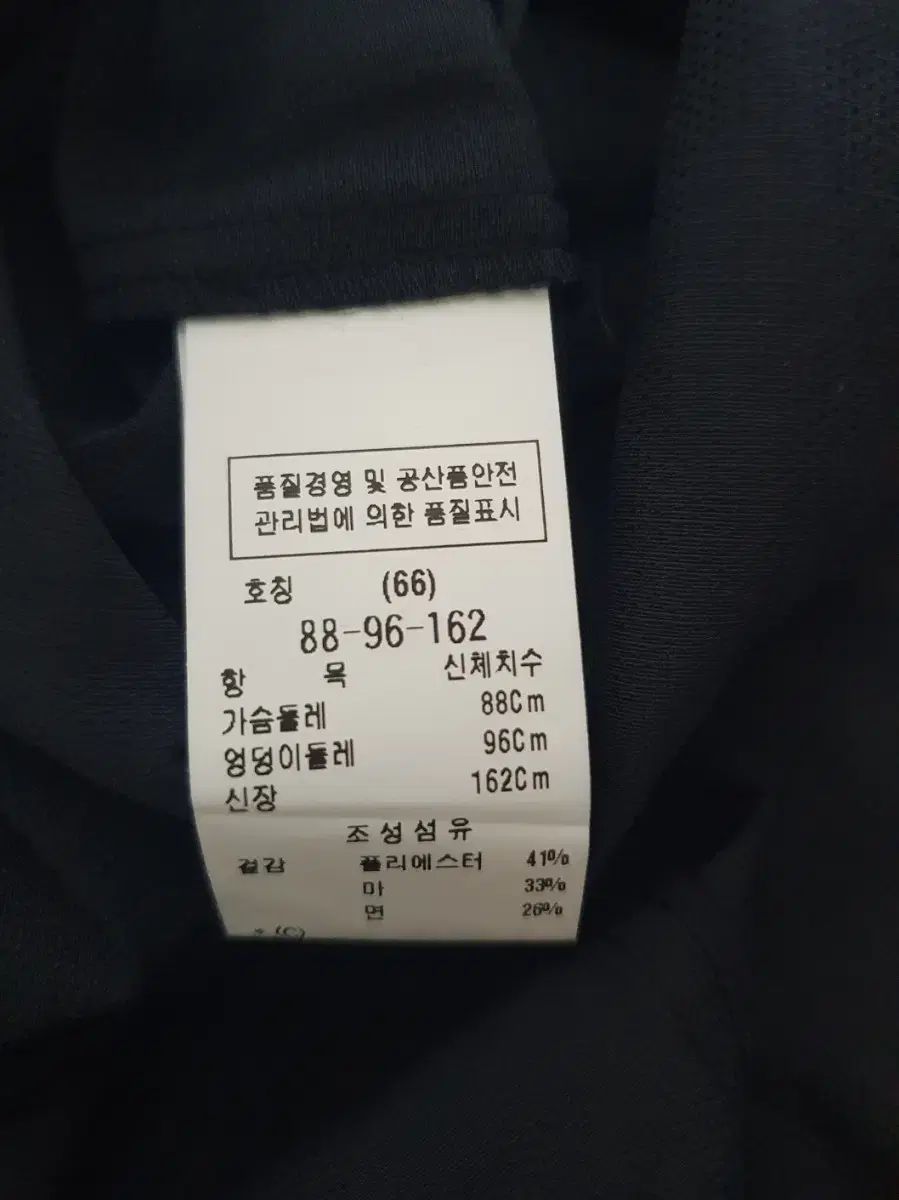 품질경영 및 공산품안전
관리법에 의한 품질표시
호칭 (66)
88-96-162
항 목 신체치수
가슴둘레 88Cm
엉덩이둘레 96Cm
신장 162Cm
조성섬유
겉감 폴리에스터 41%
마 33%
면 26%
* (C)